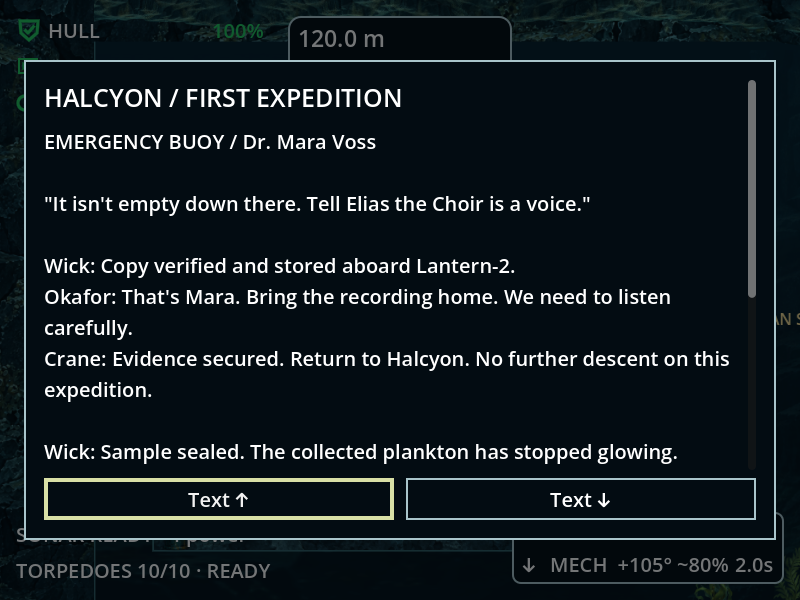 HULL 100%
120.0 m
HALCYON / FIRST EXPEDITION
EMERGENCY BUOY / Dr. Mara Voss
"It isn't empty down there. Tell Elias the Choir is a voice."
Wick: Copy verified and stored aboard Lantern-2.
Okafor: That's Mara. Bring the recording home. We need to listen
carefully.
Crane: Evidence secured. Return to Halcyon. No further descent on this
expedition.
Wick: Sample sealed. The collected plankton has stopped glowing.
Text ↑ Text ↓
TORPEDOES 10/10 · READY
↓ MECH +105° ~80% 2.0s